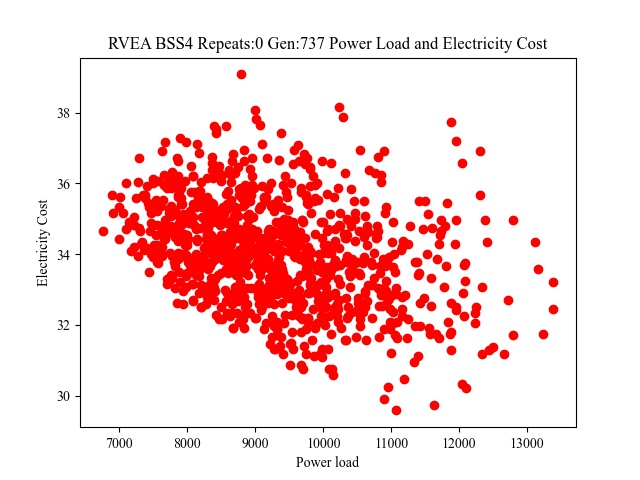 RVEA BSS4 Repeats:0 Gen:737 Power Load and Electricity Cost
38
36
34
32
30
Electricity Cost
7000 8000 9000 10000 11000 12000 13000
Power load